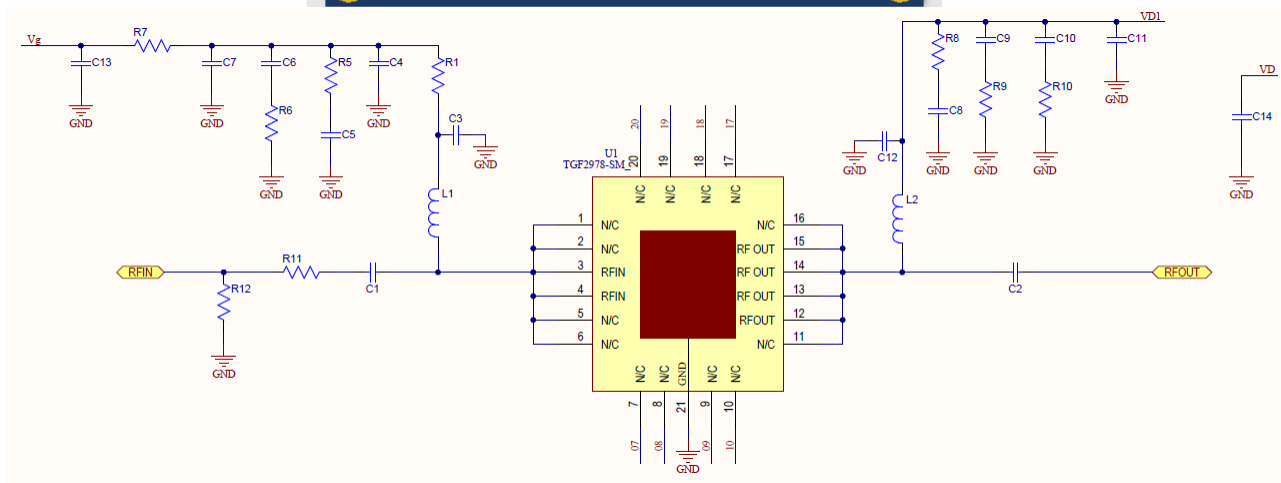 Vg
R7
C13
GND
C7
GND
C6
R6
GND
R5
C5
GND
C4
GND
R1
C3
GND
L1
RFIN
R12
GND
R11
C1
U1
TGF2978-SM_
20
19
18
17
20
19
18
17
N/C
N/C
N/C
N/C
1 N/C
2 N/C
3 RFIN
4 RFIN
5 N/C
6 N/C
N/C 16
RF OUT 15
RF OUT 14
RF OUT 13
RFOUT 12
N/C 11
N/C
N/C
GND
N/C
N/C
7
8
21
9
10
07
08
09
10
GND
VD1
R8
C8
GND
C9
R9
GND
C10
R10
GND
C11
GND
C12
GND
L2
C2
RFOUT
VD
C14
GND